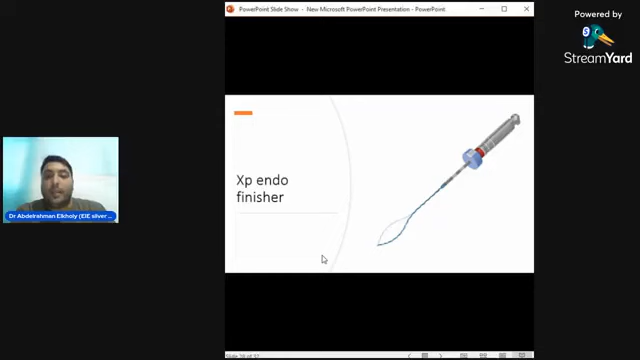 PowerPoint Slide Show - New Microsoft PowerPoint Presentation - PowerPoint
Powered by
StreamYard
Xp endo
finisher
Dr Abdelrahman Elkholy (EIE silver ...